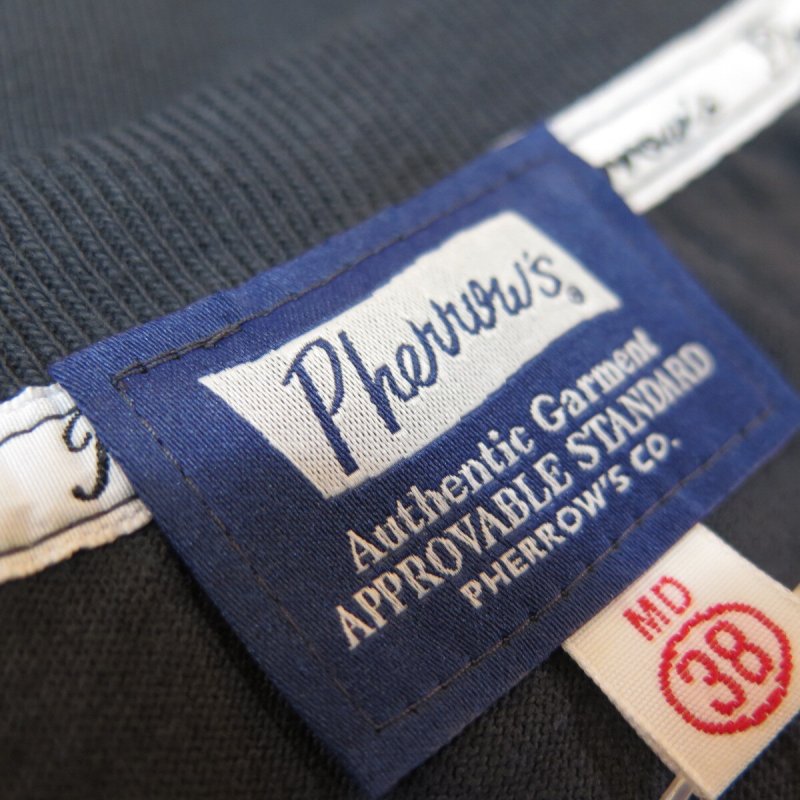 Pherrow's®
Authentic Garment
APPROVABLE STANDARD
PHERROW'S CO.
MD
38